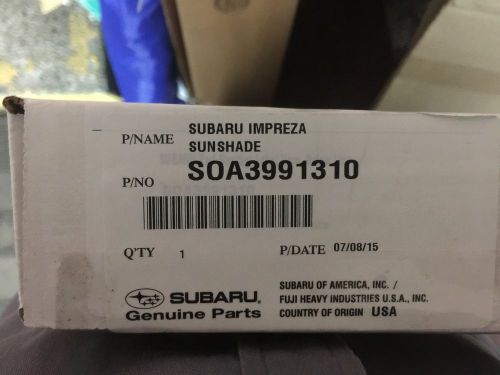 P/NAME SUBARU IMPREZA
SUNSHADE
P/NO SOA3991310
Q'TY 1 P/DATE 07/08/15
SUBARU® Genuine Parts
SUBARU OF AMERICA, INC. /
FUJI HEAVY INDUSTRIES U.S.A., INC.
COUNTRY OF ORIGIN USA